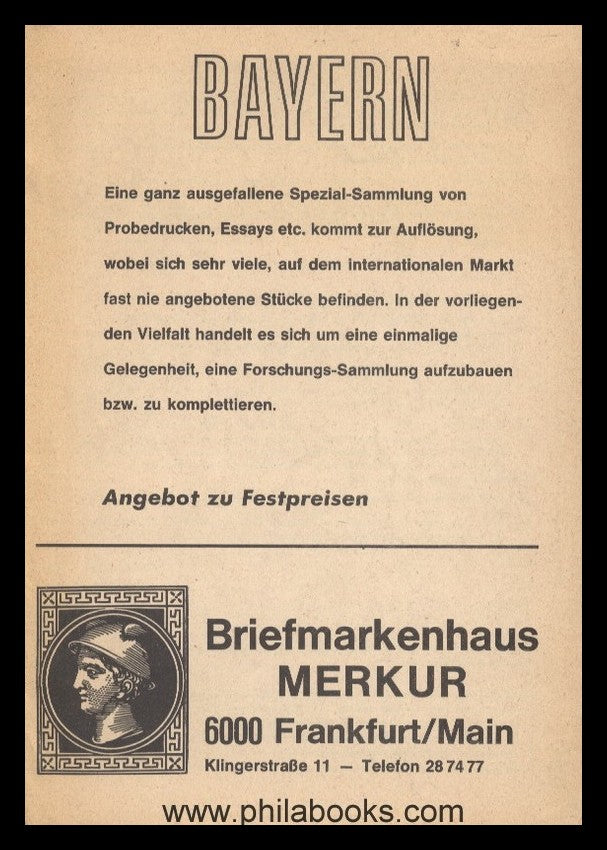 BAYERN
Eine ganz ausgefallene Spezial-Sammlung von
Probedrucken, Essays etc. kommt zur Auflösung,
wobei sich sehr viele, auf dem internationalen Markt
fast nie angebotene Stücke befinden. In der vorliegen-
den Vielfalt handelt es sich um eine einmalige
Gelegenheit, eine Forschungs-Sammlung aufzubauen
bzw. zu komplettieren.
Angebot zu Festpreisen
Briefmarkenhaus
MERKUR
6000 Frankfurt/Main
Klingerstraße 11 — Telefon 28 74 77
www.philabooks.com